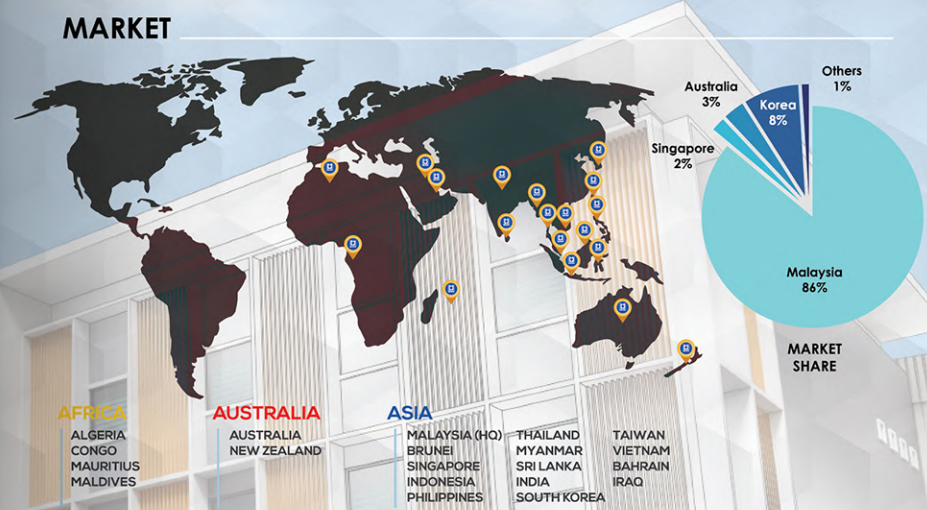 MARKET
Others
1%
Australia
3%
Korea
8%
Singapore
2%
Malaysia
86%
MARKET
SHARE
AFRICA
ALGERIA
CONGO
MAURITIUS
MALDIVES
AUSTRALIA
AUSTRALIA
NEW ZEALAND
ASIA
MALAYSIA (HQ)
BRUNEI
SINGAPORE
INDONESIA
PHILIPPINES
THAILAND
MYANMAR
SRI LANKA
INDIA
SOUTH KOREA
TAIWAN
VIETNAM
BAHRAIN
IRAQ